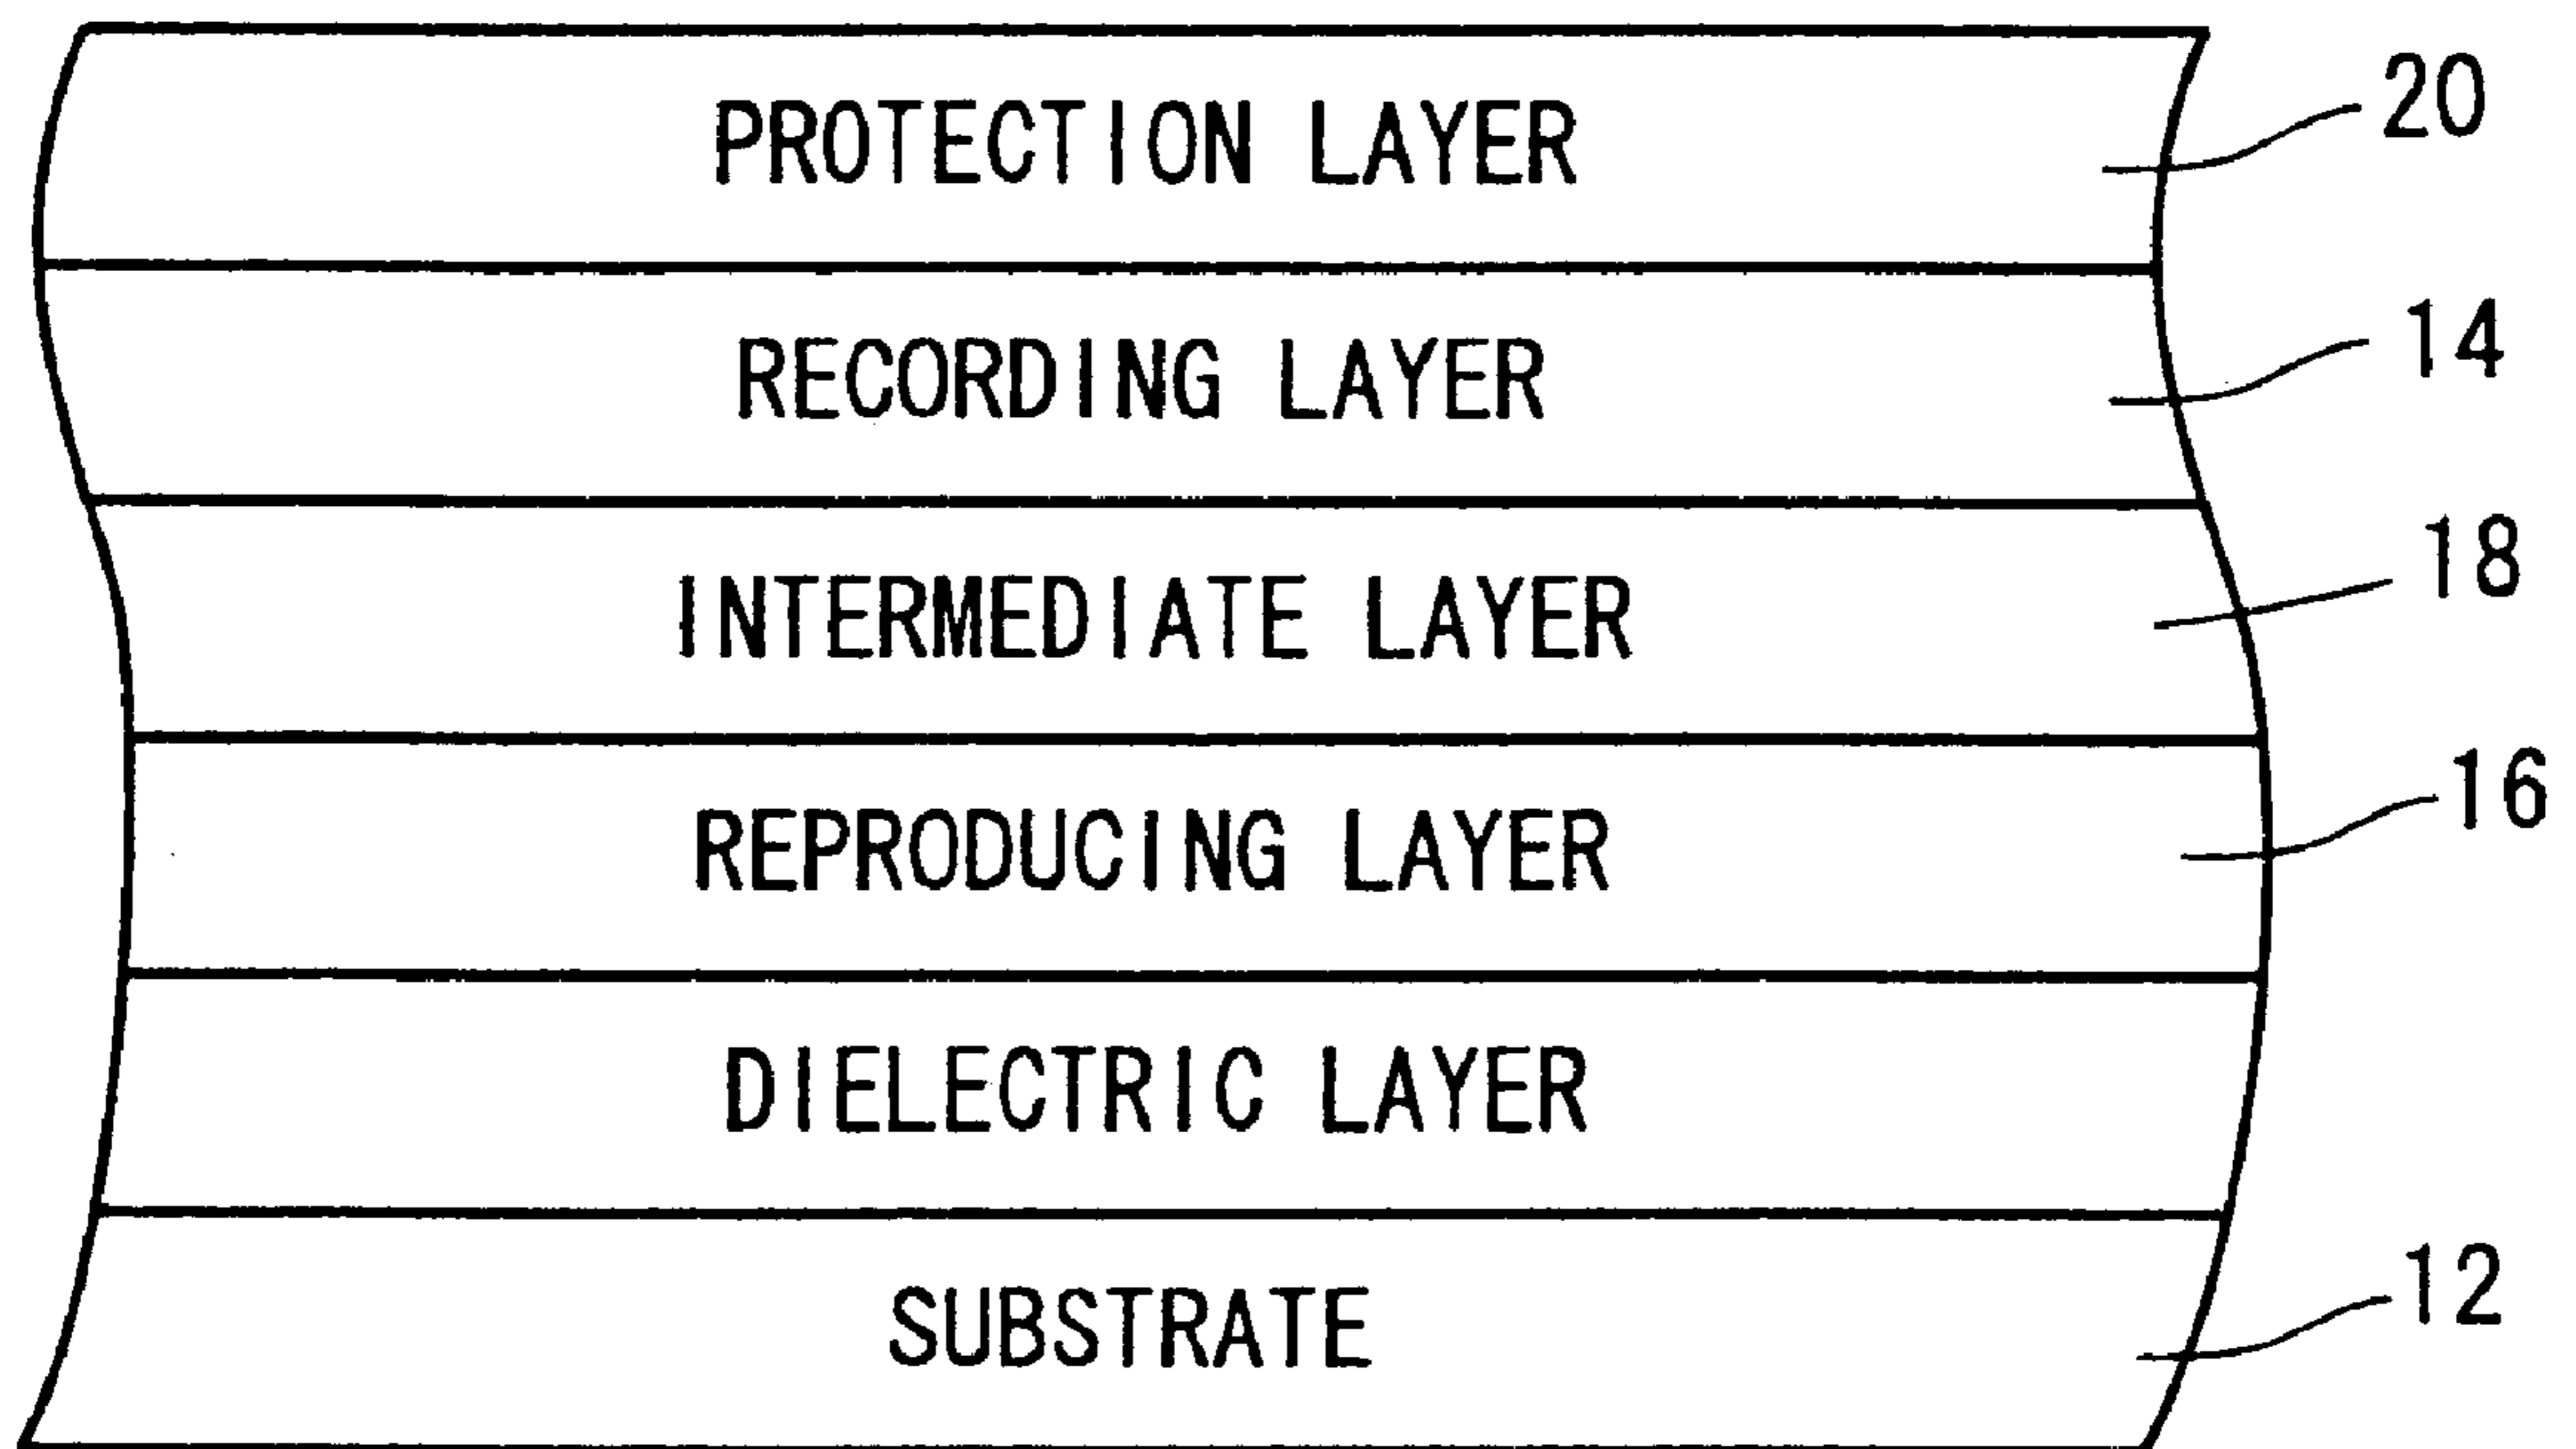 PROTECTION LAYER 20
RECORDING LAYER 14
INTERMEDIATE LAYER 18
REPRODUCING LAYER 16
DIELECTRIC LAYER
SUBSTRATE 12